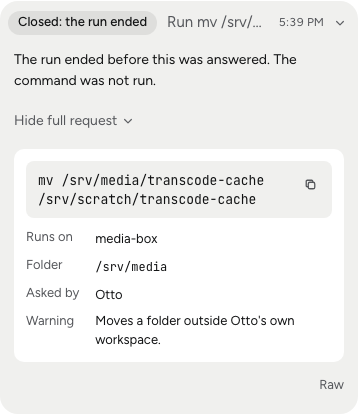 Closed: the run ended Run mv /srv/... 5:39 PM
The run ended before this was answered. The
command was not run.
Hide full request
mv /srv/media/transcode-cache
/srv/scratch/transcode-cache
Runs on media-box
Folder /srv/media
Asked by Otto
Warning Moves a folder outside Otto's own
workspace.
Raw